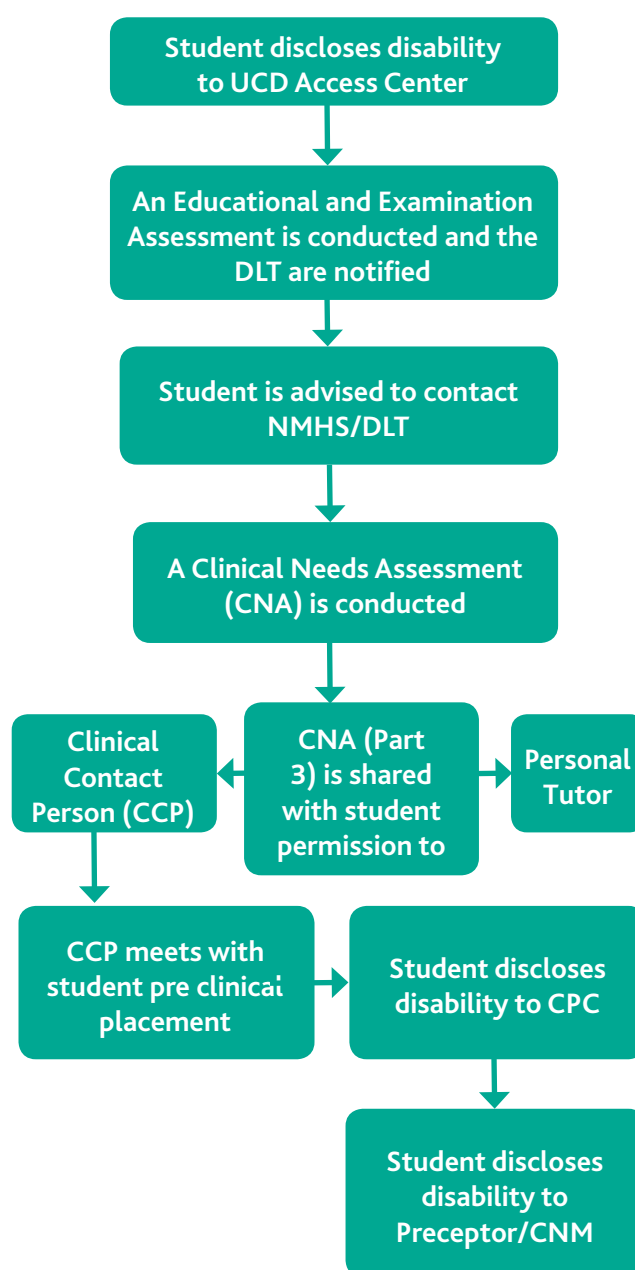 Student discloses disability
to UCD Access Center
An Educational and Examination
Assessment is conducted and the
DLT are notified
Student is advised to contact
NMHS/DLT
A Clinical Needs Assessment
(CNA) is conducted
Clinical
Contact
Person (CCP)
CNA (Part
3) is shared
with student
permission to
Personal
Tutor
CCP meets with
student pre clinical
placement
Student discloses
disability to CPC
Student discloses
disability to
Preceptor/CNM